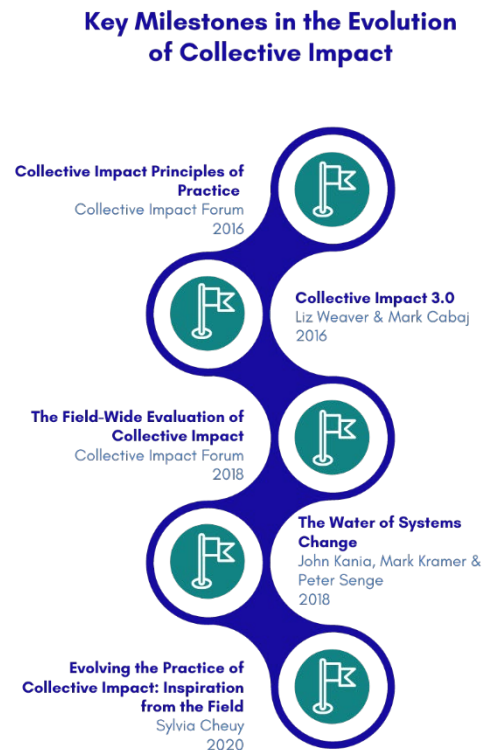 Key Milestones in the Evolution
of Collective Impact
Collective Impact Principles of
Practice
Collective Impact Forum
2016
Collective Impact 3.0
Liz Weaver & Mark Cabaj
2016
The Field-Wide Evaluation of
Collective Impact
Collective Impact Forum
2018
The Water of Systems
Change
John Kania, Mark Kramer &
Peter Senge
2018
Evolving the Practice of
Collective Impact: Inspiration
from the Field
Sylvia Cheuy
2020